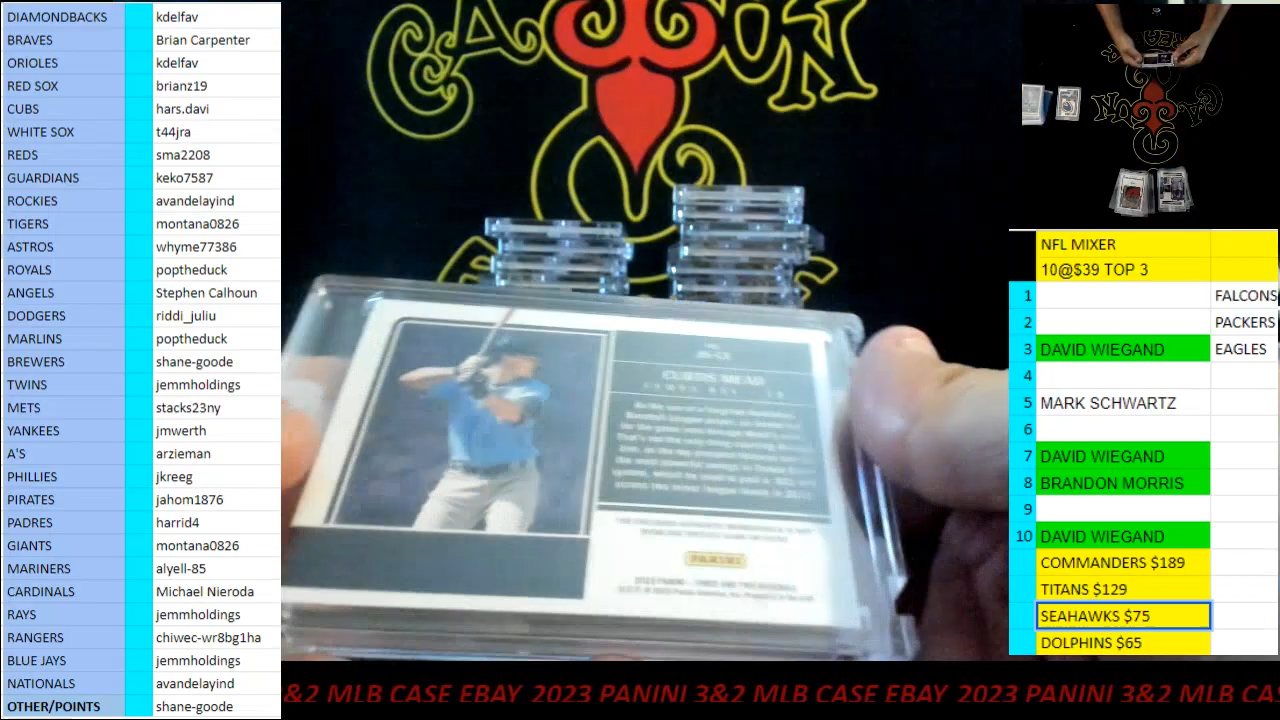 DIAMONDBACKS kdelfav
BRAVES Brian Carpenter
ORIOLES kdelfav
RED SOX brianz19
CUBS hars.davi
WHITE SOX t44jra
REDS sma2208
GUARDIANS keko7587
ROCKIES avandelayind
TIGERS montana0826
ASTROS whyme77386
ROYALS poptheduck
ANGELS Stephen Calhoun
DODGERS riddi_juliu
MARLINS poptheduck
BREWERS shane-goode
TWINS jemmholdings
METS stacks23ny
YANKEES jmwerth
A'S arzieman
PHILLIES jkreeg
PIRATES jahom1876
PADRES harrid4
GIANTS montana0826
MARINERS alyell-85
CARDINALS Michael Nieroda
RAYS jemmholdings
RANGERS chiwec-wr8bg1ha
BLUE JAYS jemmholdings
NATIONALS avandelayind
OTHER/POINTS shane-goode
CURTIS MEAD
PANINI
NFL MIXER
10@$39 TOP 3
1 FALCONS
2 PACKERS
3 DAVID WIEGAND EAGLES
4
5 MARK SCHWARTZ
6
7 DAVID WIEGAND
8 BRANDON MORRIS
9
10 DAVID WIEGAND
COMMANDERS $189
TITANS $129
SEAHAWKS $75
DOLPHINS $65
&2 MLB CASE EBAY 2023 PANINI 3&2 MLB CASE EBAY 2023 PANINI 3&2 MLB CA